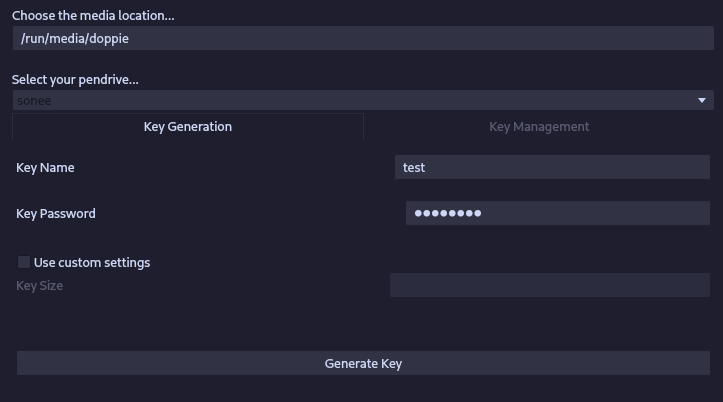 Choose the media location...
/run/media/doppie
Select your pendrive...
sonee
Key Generation Key Management
Key Name test
Key Password ●●●●●●●●
Use custom settings
Key Size
Generate Key